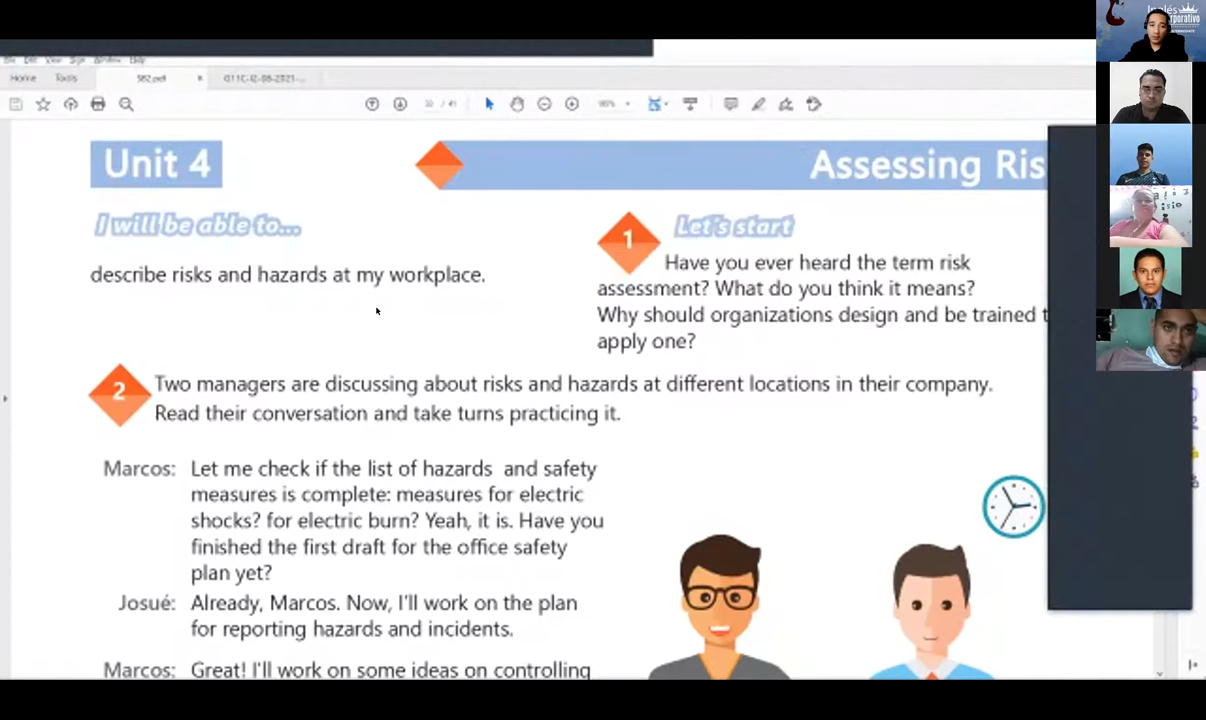 Inglés
Corporativo
Home Tools 582.pdf
Unit 4
Assessing Ris
I will be able to...
describe risks and hazards at my workplace.
1
Let's start
Have you ever heard the term risk
assessment? What do you think it means?
Why should organizations design and be trained t
apply one?
2
Two managers are discussing about risks and hazards at different locations in their company.
Read their conversation and take turns practicing it.
Marcos: Let me check if the list of hazards and safety
measures is complete: measures for electric
shocks? for electric burn? Yeah, it is. Have you
finished the first draft for the office safety
plan yet?
Josué: Already, Marcos. Now, I'll work on the plan
for reporting hazards and incidents.
Marcos: Great! I'll work on some ideas on controlling